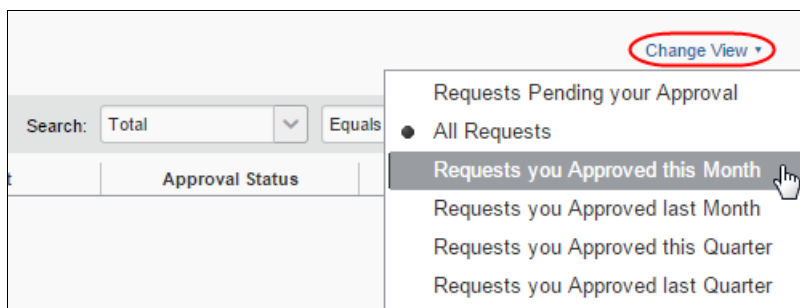 Change View
Requests Pending your Approval
Search: Total Equals
All Requests
Approval Status
Requests you Approved this Month
Requests you Approved last Month
Requests you Approved this Quarter
Requests you Approved last Quarter